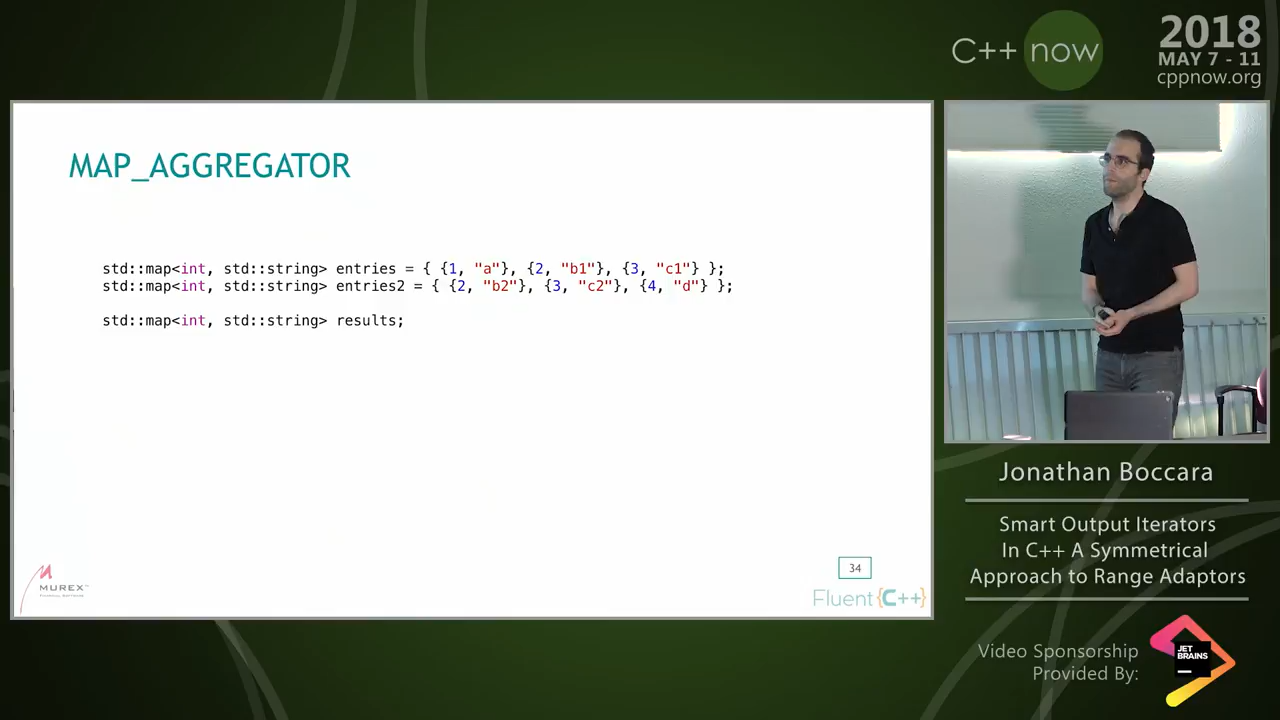 C++ now
2018
MAY 7 - 11
cppnow.org
MAP_AGGREGATOR
std::map<int, std::string> entries = { {1, "a"}, {2, "b1"}, {3, "c1"} };
std::map<int, std::string> entries2 = { {2, "b2"}, {3, "c2"}, {4, "d"} };
std::map<int, std::string> results;
MUREX
34
Fluent {C++}
Jonathan Boccara
Smart Output Iterators
In C++ A Symmetrical
Approach to Range Adaptors
Video Sponsorship
Provided By:
JET
BRAINS